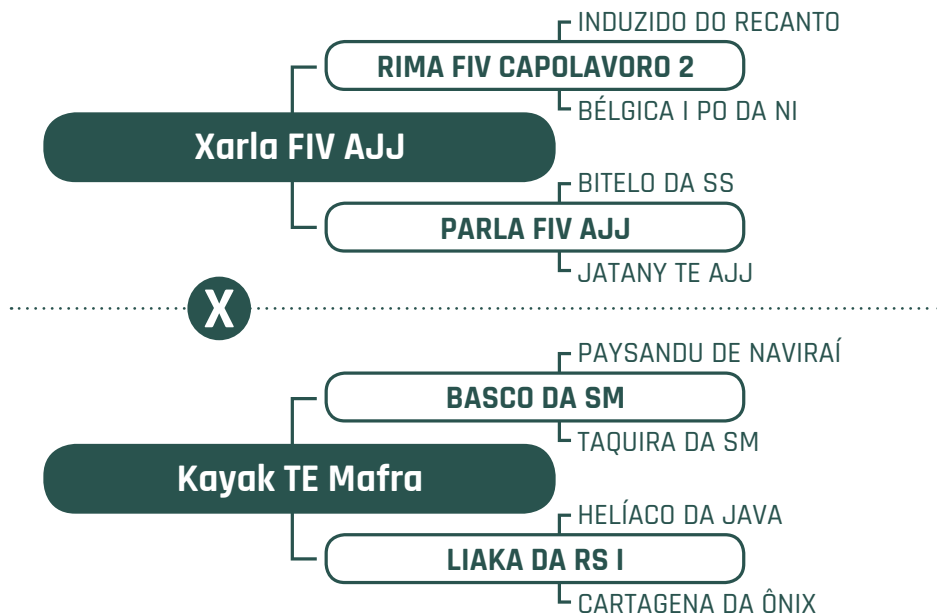 INDUZIDO DO RECANTO
RIMA FIV CAPOLAVORO 2
BÉLGICA I PO DA NI
Xarla FIV AJJ
BITELO DA SS
PARLA FIV AJJ
JATANY TE AJJ
X
PAYSANDU DE NAVIRAÍ
BASCO DA SM
TAQUIRA DA SM
Kayak TE Mafra
HELÍACO DA JAVA
LIAKA DA RS I
CARTAGENA DA ÔNIX